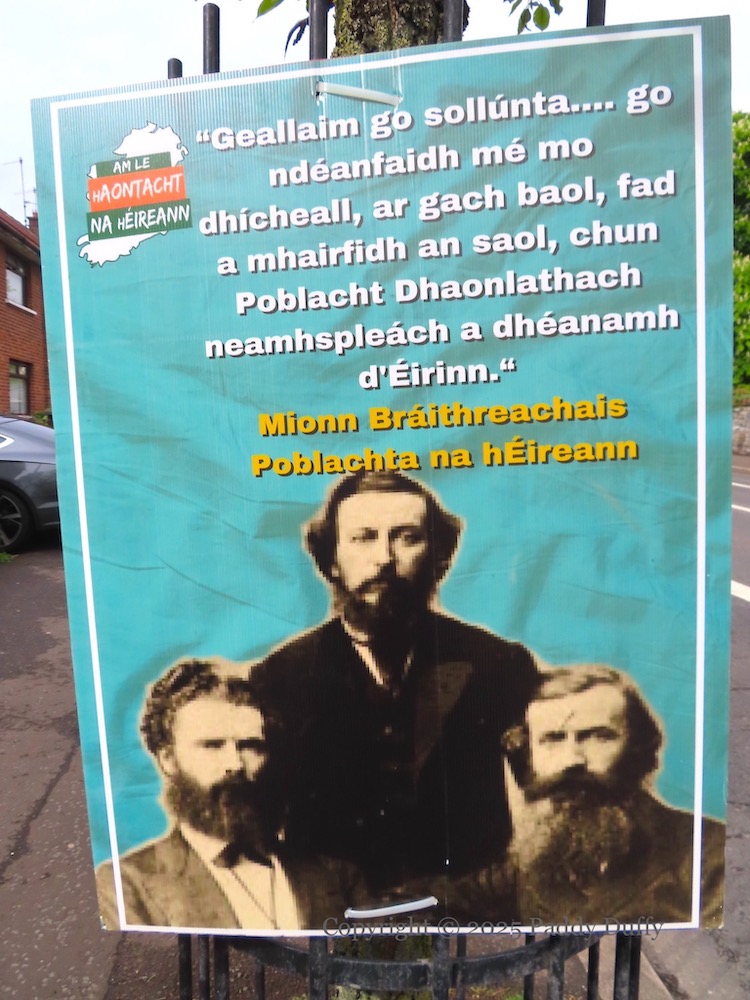 AM LE
hAONTACHT
NA hÉIREANN
“Geallaim go sollúnta.... go
ndéanfaidh mé mo
dhícheall, ar gach baol, fad
a mhairfidh an saol, chun
Poblacht Dhaonlathach
neamhspleách a dhéanamh
d'Éirinn.“
Mionn Bráithreachais
Poblachta na hÉireann
Copyright © 2025 Paddy Duffy